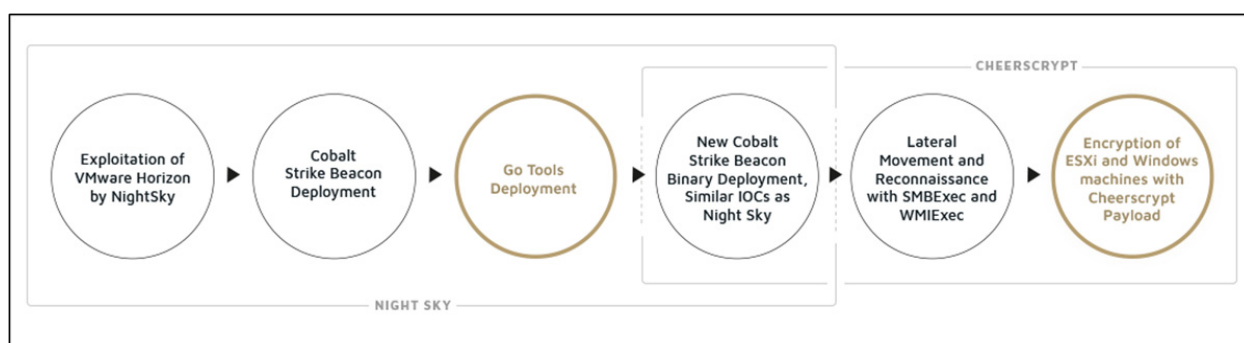 CHEERSCRYPT
Exploitation of
VMware Horizon
by NightSky
Cobalt
Strike Beacon
Deployment
Go Tools
Deployment
New Cobalt
Strike Beacon
Binary Deployment,
Similar IOCs as
Night Sky
Lateral
Movement and
Reconnaissance
with SMBExec and
WMIExec
Encryption of
ESXi and Windows
machines with
Cheerscrypt
Payload
NIGHT SKY